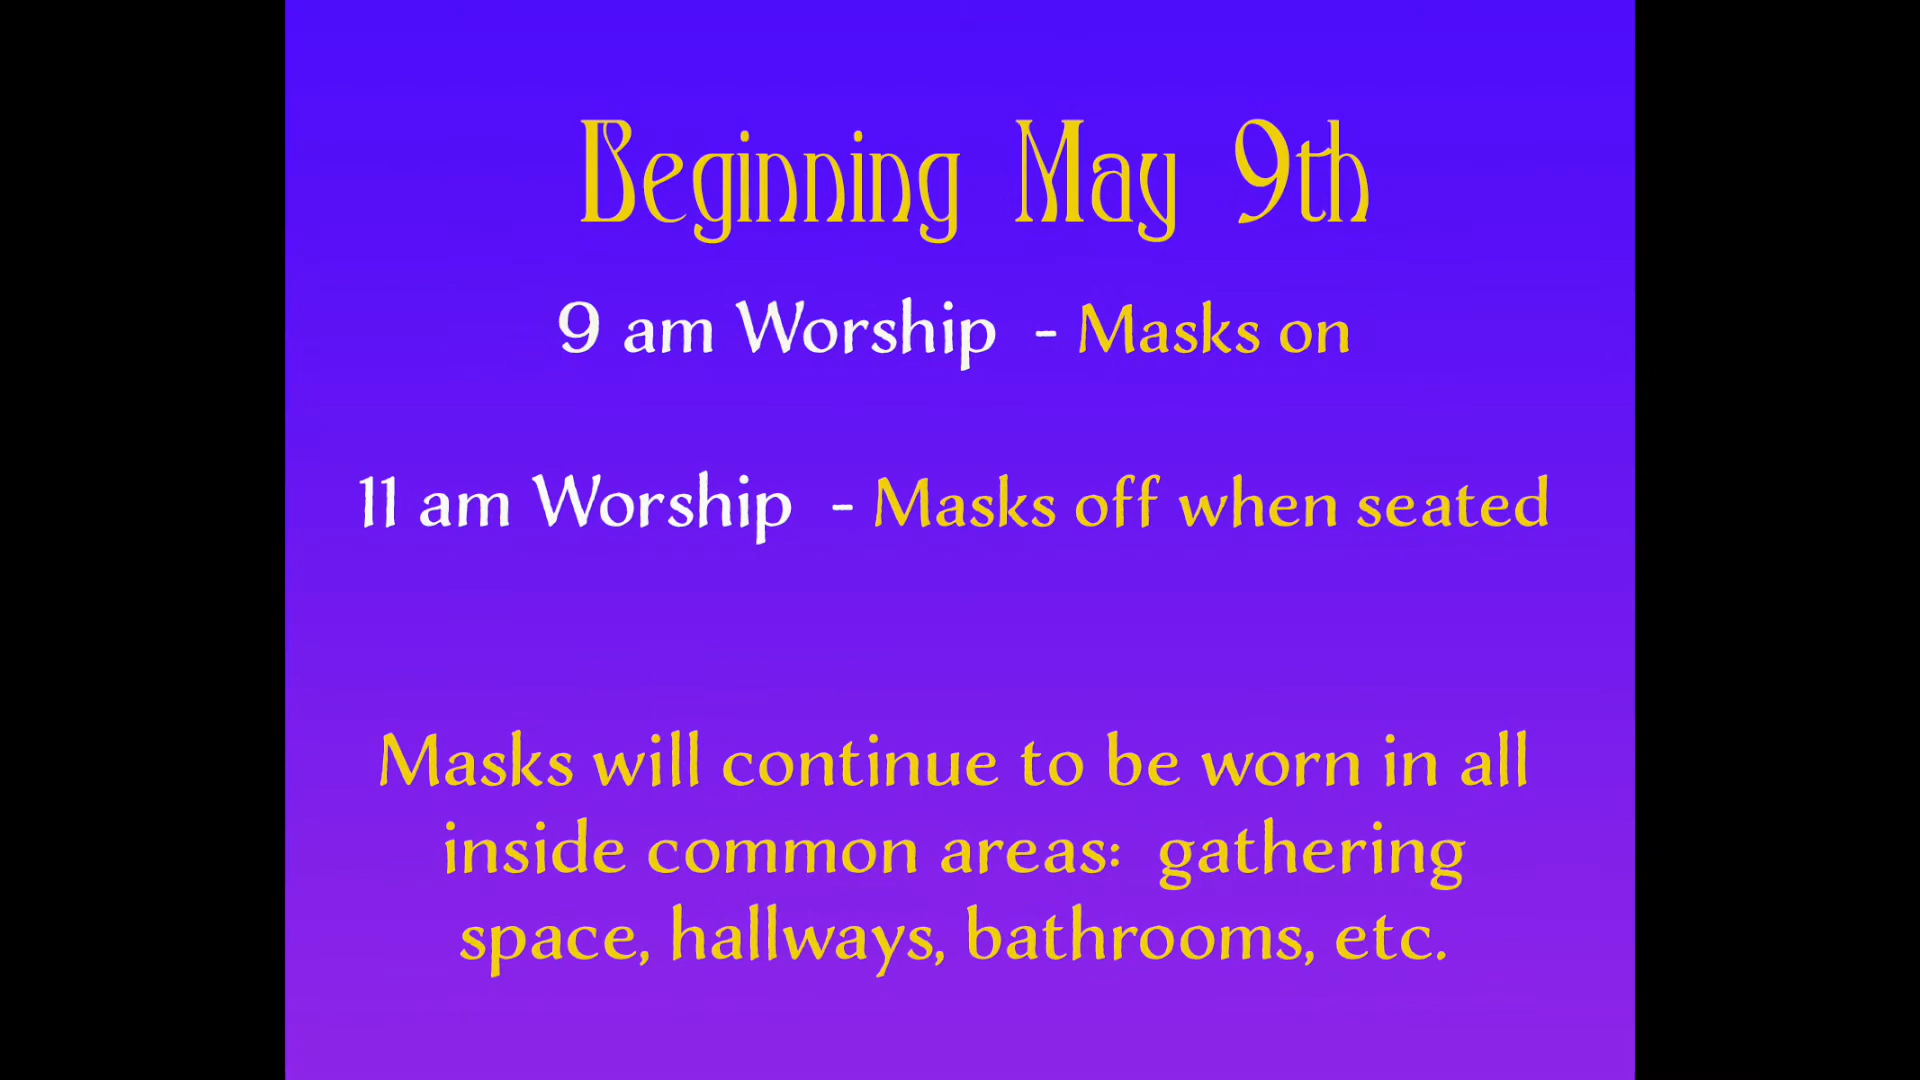 Beginning May 9th
9 am Worship - Masks on
11 am Worship - Masks off when seated
Masks will continue to be worn in all
inside common areas: gathering
space, hallways, bathrooms, etc.